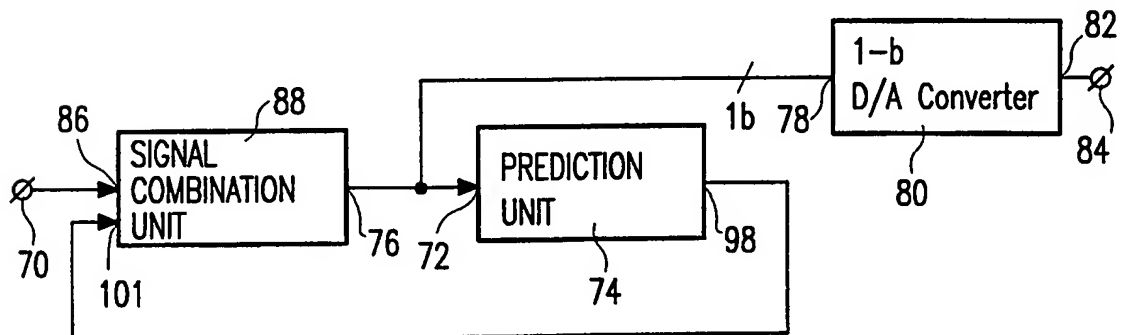 82
1-b
D/A Converter
88
1b
78
84
80
86
SIGNAL
COMBINATION
UNIT
PREDICTION
UNIT
70
101
76
72
74
98